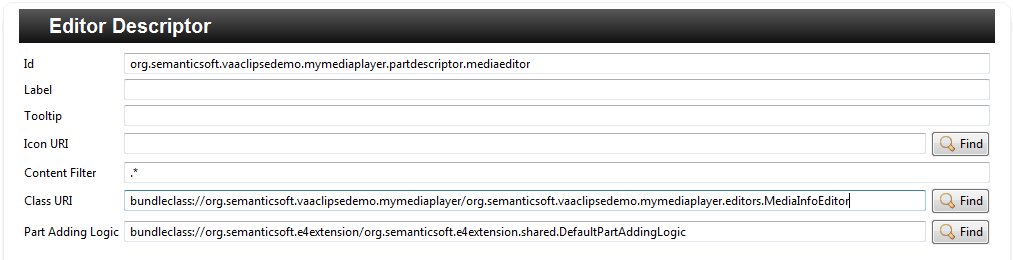 Editor Descriptor
Id org.semanticsoft.vaaclipsedemo.mymediaplayer.partdescriptor.mediaeditor
Label
Tooltip
Icon URI Find
Content Filter .*
Class URI bundleclass://org.semanticsoft.vaaclipsedemo.mymediaplayer/org.semanticsoft.vaaclipsedemo.mymediaplayer.editors.MediaInfoEditor Find
Part Adding Logic bundleclass://org.semanticsoft.e4extension/org.semanticsoft.e4extension.shared.DefaultPartAddingLogic Find